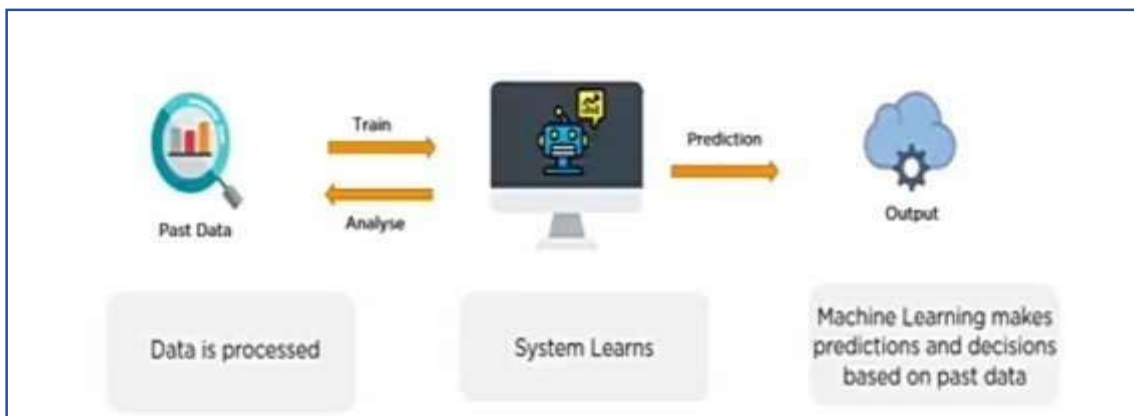 Train
Prediction
Past Data
Analyse
Output
Data is processed
System Learns
Machine Learning makes
predictions and decisions
based on past data